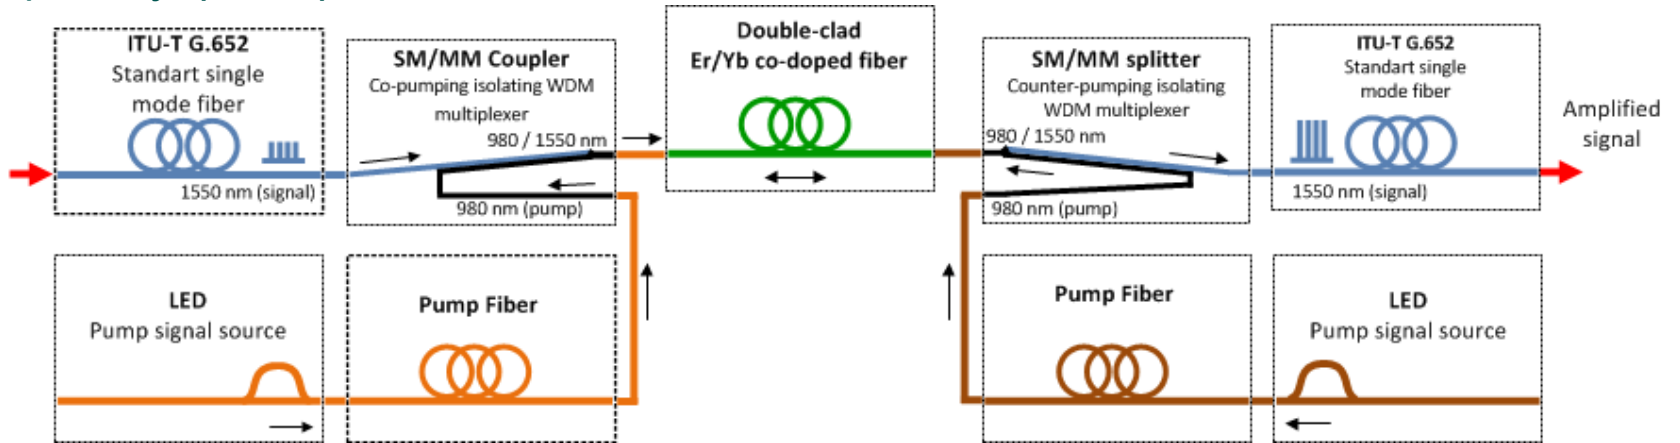 ITU-T G.652
Standart single
mode fiber
1550 nm (signal)
SM/MM Coupler
Co-pumping isolating WDM
multiplexer
980 / 1550 nm
980 nm (pump)
Double-clad
Er/Yb co-doped fiber
SM/MM splitter
Counter-pumping isolating
WDM multiplexer
980 / 1550 nm
980 nm (pump)
ITU-T G.652
Standart single
mode fiber
1550 nm (signal)
Amplified
signal
LED
Pump signal source
Pump Fiber
Pump Fiber
LED
Pump signal source